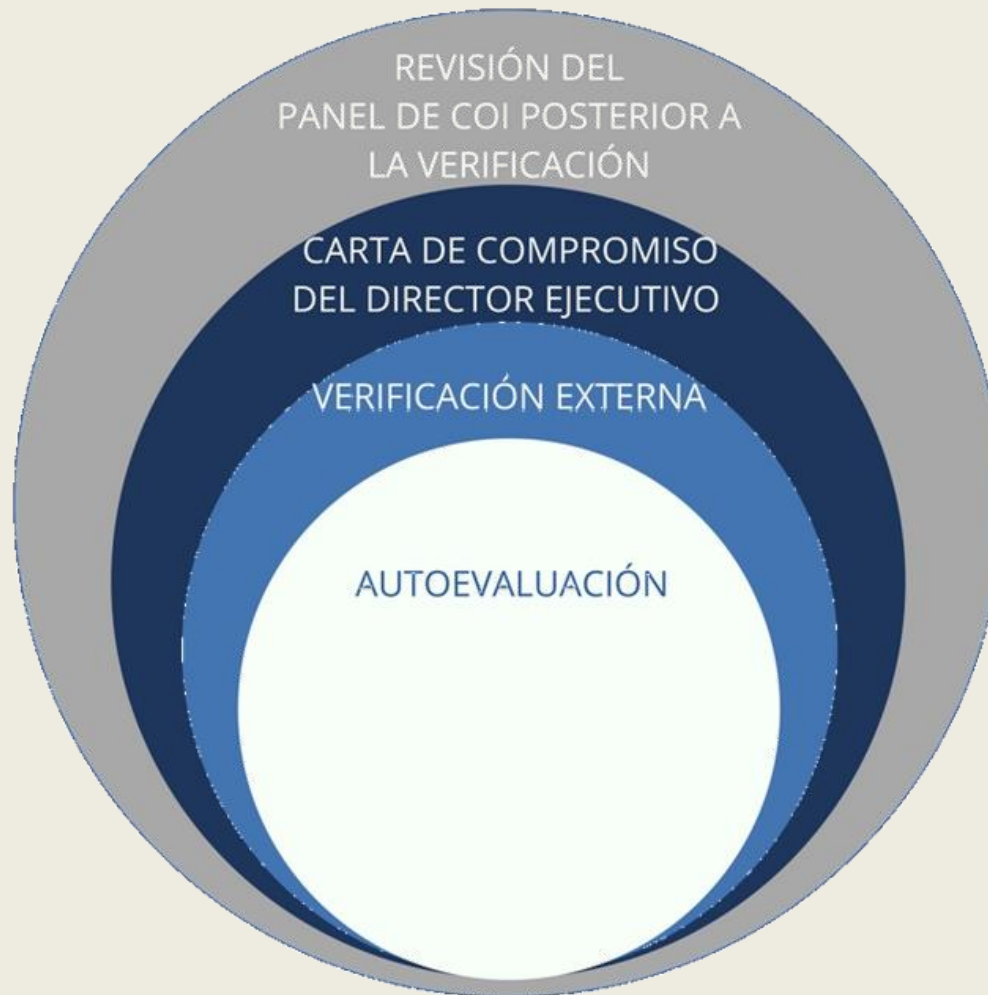 REVISIÓN DEL
PANEL DE COI POSTERIOR A
LA VERIFICACIÓN
CARTA DE COMPROMISO
DEL DIRECTOR EJECUTIVO
VERIFICACIÓN EXTERNA
AUTOEVALUACIÓN